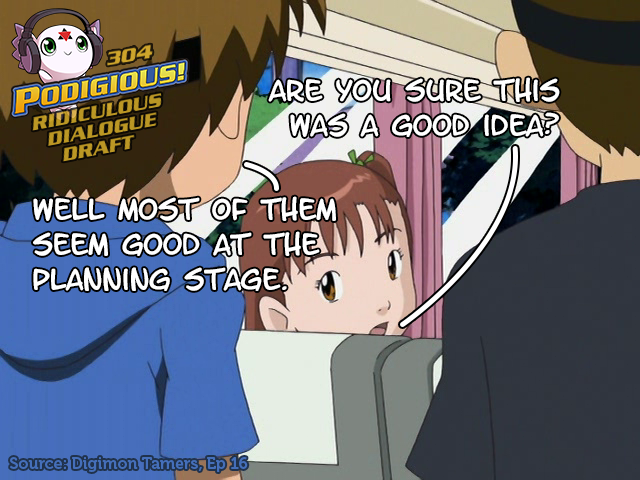 304
PODIGIOUS!
RIDICULOUS
DIALOGUE
DRAFT
ARE YOU SURE THIS
WAS A GOOD IDEA?
WELL MOST OF THEM
SEEM GOOD AT THE
PLANNING STAGE.
Source: Digimon Tamers, Ep 16